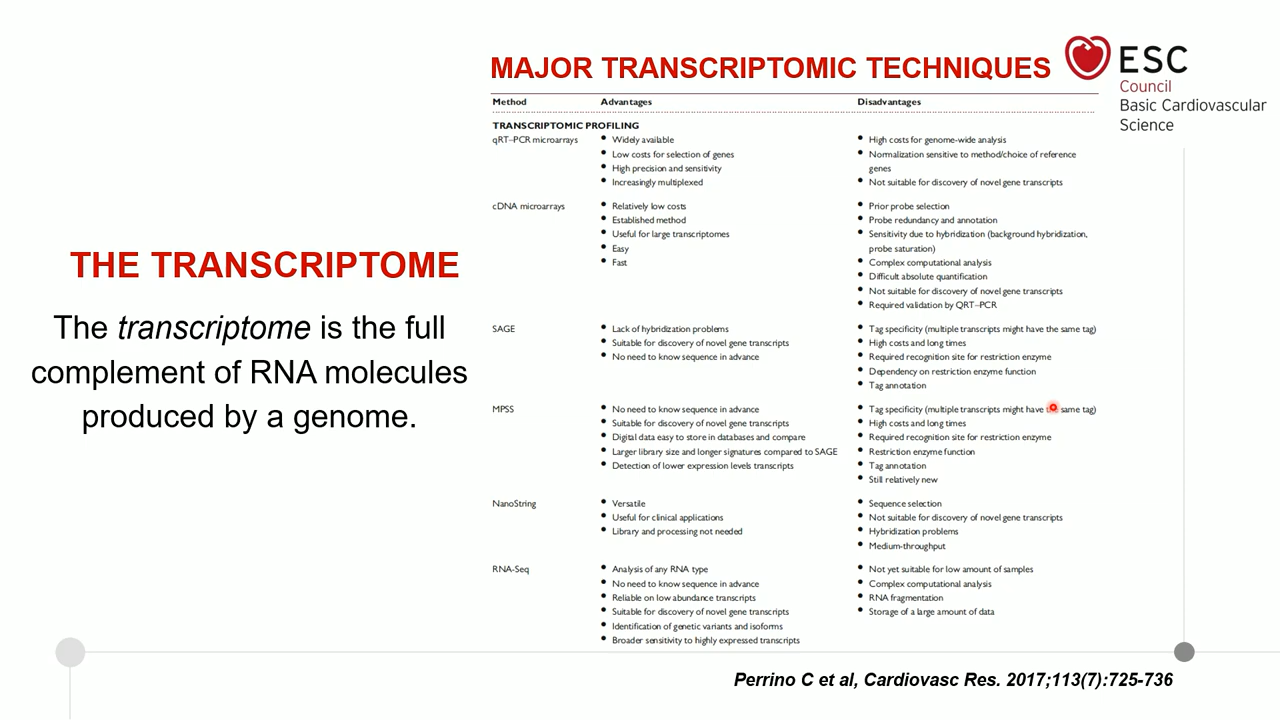 MAJOR TRANSCRIPTOMIC TECHNIQUES
ESC
Council
Basic Cardiovascular
Science
THE TRANSCRIPTOME
The transcriptome is the full
complement of RNA molecules
produced by a genome.
Method Advantages Disadvantages
TRANSCRIPTOMIC PROFILING
qRT–PCR microarrays • Widely available • High costs for genome-wide analysis
• Low costs for selection of genes • Normalization sensitive to method/choice of reference
• High precision and sensitivity genes
• Increasingly multiplexed • Not suitable for discovery of novel gene transcripts
cDNA microarrays • Relatively low costs • Prior probe selection
• Established method • Probe redundancy and annotation
• Useful for large transcriptomes • Sensitivity due to hybridization (background hybridization,
• Easy probe saturation)
• Fast • Complex computational analysis
• Difficult absolute quantification
• Not suitable for discovery of novel gene transcripts
• Required validation by QRT–PCR
SAGE • Lack of hybridization problems • Tag specificity (multiple transcripts might have the same tag)
• Suitable for discovery of novel gene transcripts • High costs and long times
• No need to know sequence in advance • Required recognition site for restriction enzyme
• Dependency on restriction enzyme function
• Tag annotation
MPSS • No need to know sequence in advance • Tag specificity (multiple transcripts might have same tag)
• Suitable for discovery of novel gene transcripts • High costs and long times
• Digital data easy to store in databases and compare • Required recognition site for restriction enzyme
• Larger library size and longer signatures compared to SAGE • Restriction enzyme function
• Detection of lower expression levels transcripts • Tag annotation
• Still relatively new
NanoString • Versatile • Sequence selection
• Useful for clinical applications • Not suitable for discovery of novel gene transcripts
• Library and processing not needed • Hybridization problems
• Medium-throughput
RNA-Seq • Analysis of any RNA type • Not yet suitable for low amount of samples
• No need to know sequence in advance • Complex computational analysis
• Reliable on low abundance transcripts • RNA fragmentation
• Suitable for discovery of novel gene transcripts • Storage of a large amount of data
• Identification of genetic variants and isoforms
• Broader sensitivity to highly expressed transcripts
Perrino C et al, Cardiovasc Res. 2017;113(7):725-736